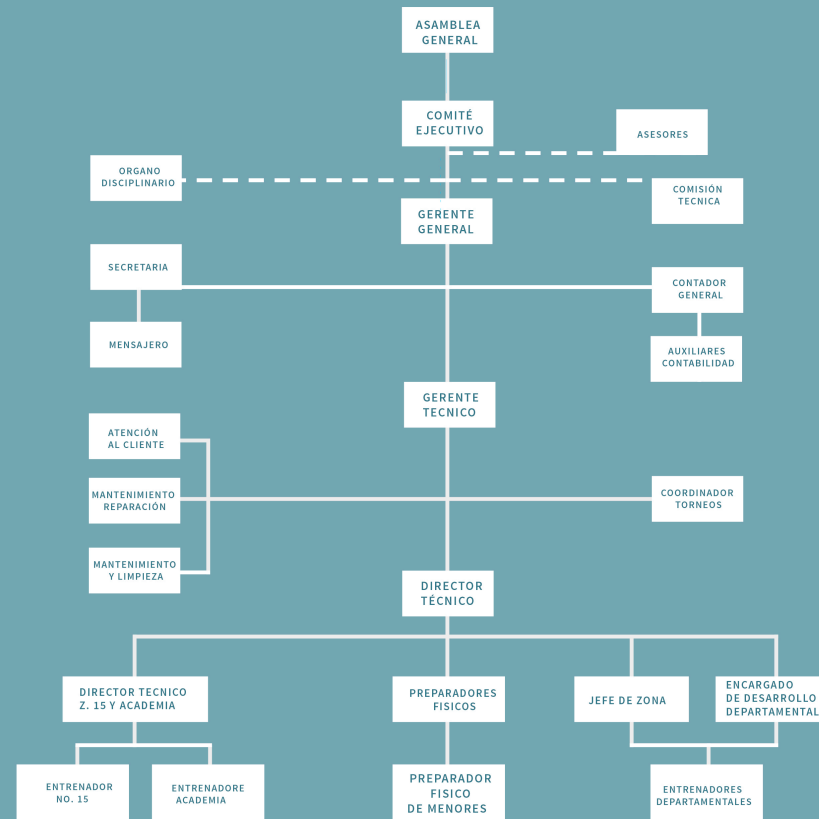 ASAMBLEA
GENERAL
COMITÉ
EJECUTIVO
ASESORES
ORGANO
DISCIPLINARIO
COMISIÓN
TECNICA
GERENTE
GENERAL
SECRETARIA
CONTADOR
GENERAL
MENSAJERO
AUXILIARES
CONTABILIDAD
GERENTE
TECNICO
ATENCIÓN
AL CLIENTE
MANTENIMIENTO
REPARACIÓN
COORDINADOR
TORNEOS
MANTENIMIENTO
Y LIMPIEZA
DIRECTOR
TÉCNICO
DIRECTOR TECNICO
Z. 15 Y ACADEMIA
PREPARADORES
FISICOS
JEFE DE ZONA
ENCARGADO
DE DESARROLLO
DEPARTAMENTAL
ENTRENADOR
NO. 15
ENTRENADORE
ACADEMIA
PREPARADOR
FISICO
DE MENORES
ENTRENADORES
DEPARTAMENTALES